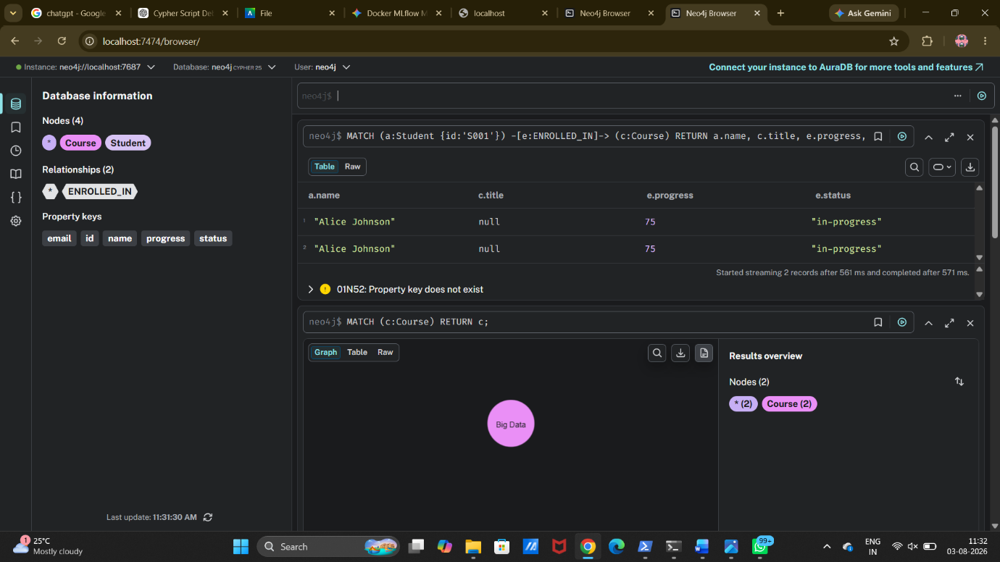 chatgpt - Google
Cypher Script Del
File
Docker MLflow M
localhost
Neo4j Browser
Neo4j Browser
Ask Gemini
localhost:7474/browser/
Instance: neo4j://localhost:7687
Database: neo4j CYPHER 25
User: neo4j
Connect your instance to AuraDB for more tools and features
Database information
Nodes (4)
* Course Student
Relationships (2)
* ENROLLED_IN
Property keys
email id name progress status
Last update: 11:31:30 AM
neo4j$
neo4j$ MATCH (a:Student {id:'S001'}) -[e:ENROLLED_IN]-> (c:Course) RETURN a.name, c.title, e.progress,
Table Raw
a.name c.title e.progress e.status
1 "Alice Johnson" null 75 "in-progress"
2 "Alice Johnson" null 75 "in-progress"
Started streaming 2 records after 561 ms and completed after 571 ms.
01N52: Property key does not exist
neo4j$ MATCH (c:Course) RETURN c;
Graph Table Raw
Big Data
Results overview
Nodes (2)
* (2) Course (2)
1
25°C
Mostly cloudy
Search
99+
ENG
IN
11:32
03-08-2026